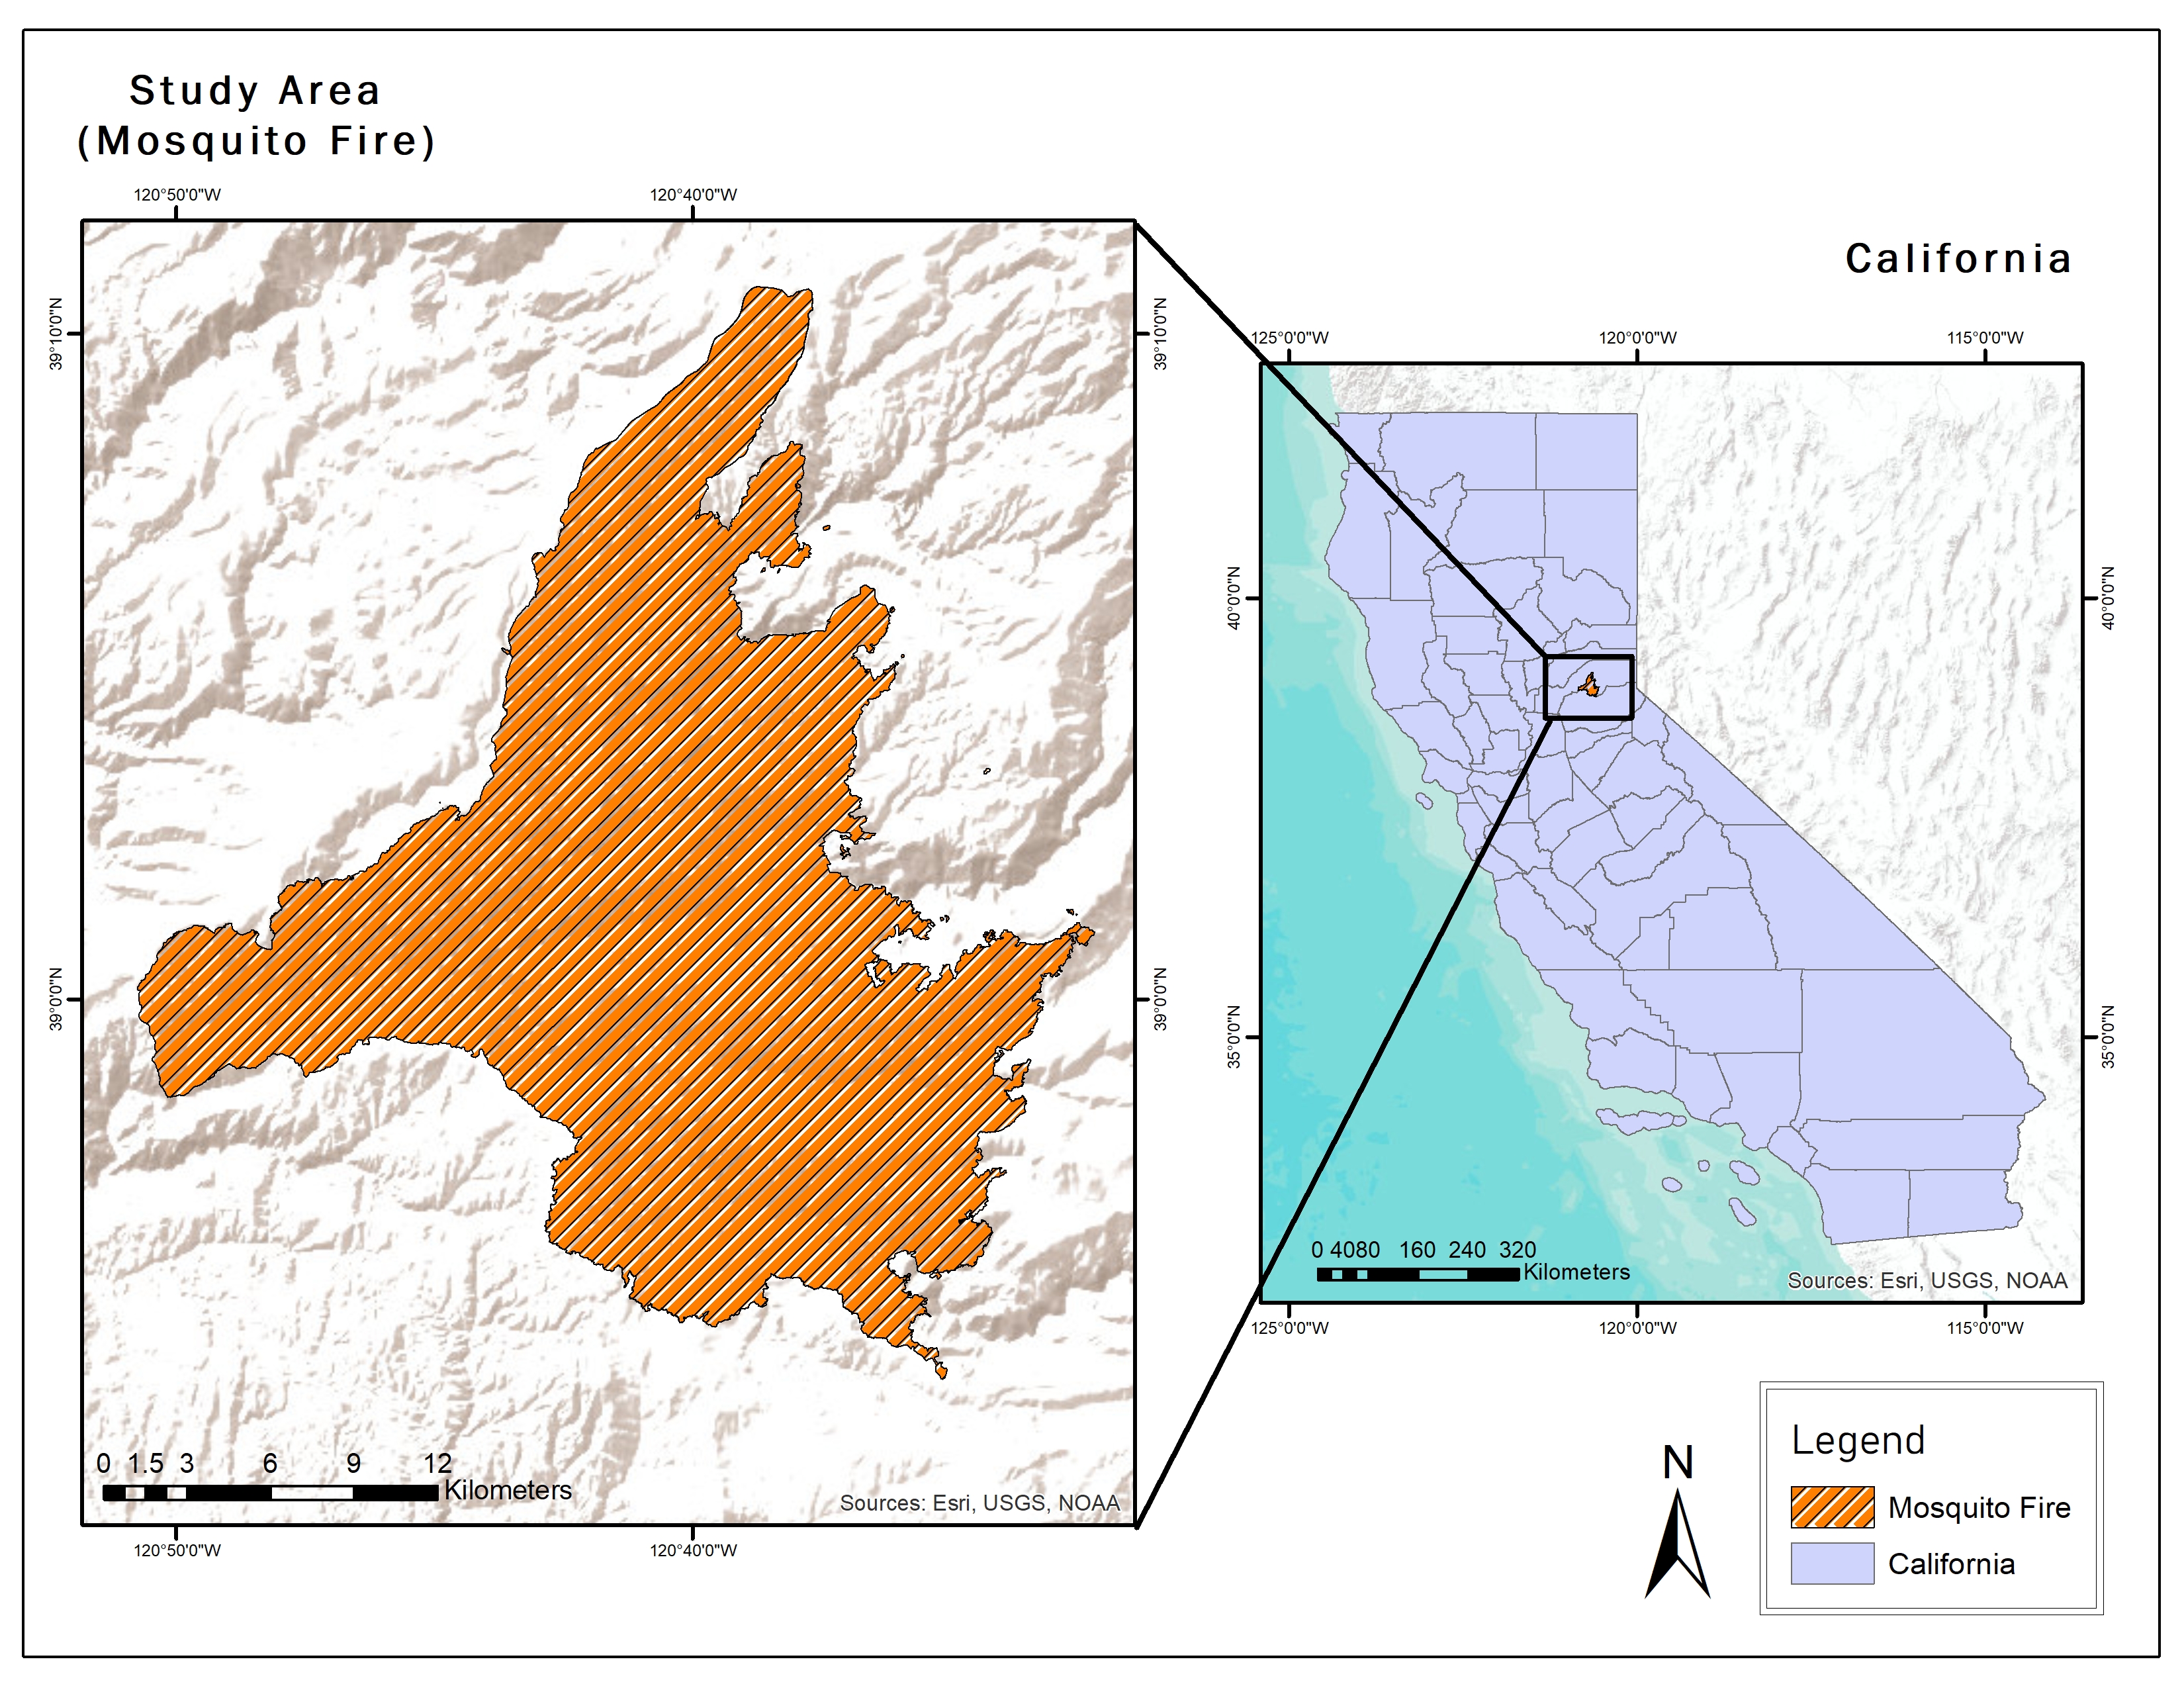 Study Area
(Mosquito Fire)
120°50'0"W 120°40'0"W
39°10'0"N 39°10'0"N
39°0'0"N 39°0'0"N
0 1.5 3 6 9 12
Kilometers
Sources: Esri, USGS, NOAA
120°50'0"W 120°40'0"W
California
125°0'0"W 120°0'0"W 115°0'0"W
40°0'0"N 40°0'0"N
35°0'0"N 35°0'0"N
0 4080 160 240 320
Kilometers
Sources: Esri, USGS, NOAA
125°0'0"W 120°0'0"W 115°0'0"W
N
Legend
Mosquito Fire
California